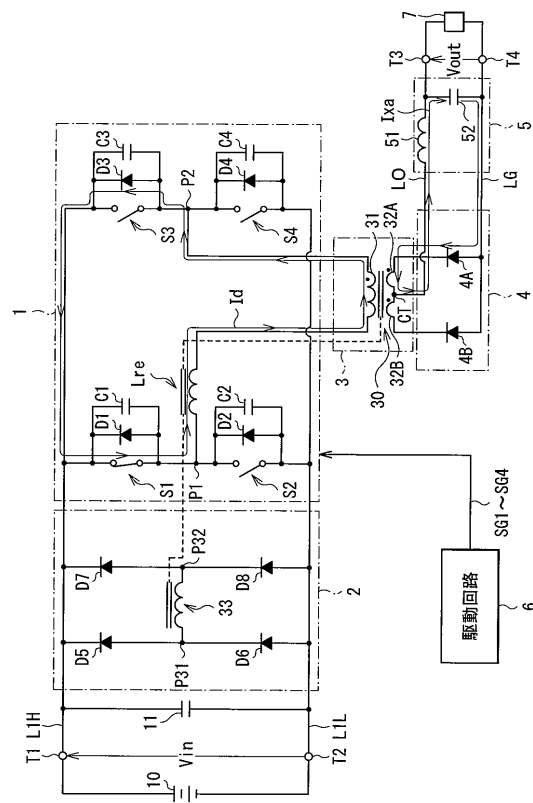 T1 L1H
10
Vin
T2 L1L
11
D5
D7
P31
P32
33
D6
D8
2
1
S1
D1
C1
Lre
Id
P1
S2
D2
C2
S3
D3
C3
P2
S4
D4
C4
SG1～SG4
駆動回路
6
3
30
31
32A
32B
CT
4A
4B
4
LO
LG
51
Ixa
52
5
Vout
T3
T4
7